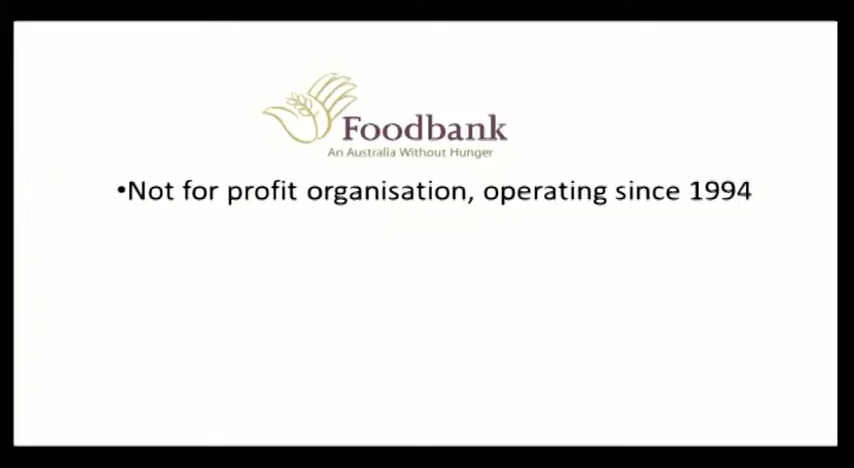 Foodbank
An Australia Without Hunger
•Not for profit organisation, operating since 1994